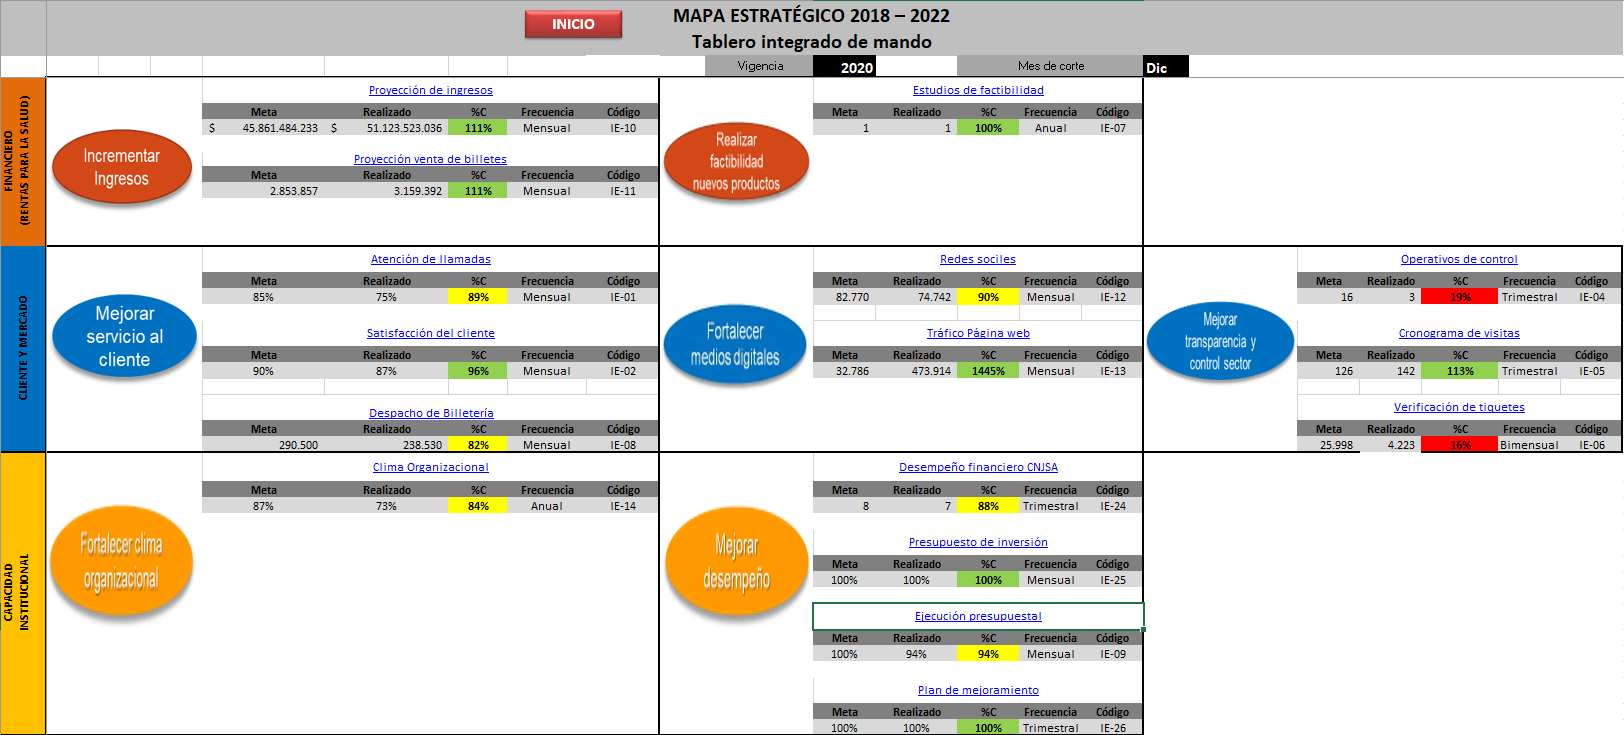 INICIO
MAPA ESTRATÉGICO 2018 – 2022
Tablero integrado de mando
Vigencia 2020 Mes de corte Dic
FINANCIERO
(RENTAS PARA LA SALUD)
Incrementar
Ingresos
Proyección de ingresos
Meta Realizado %C Frecuencia Código
$ 45.861.484.233 $ 51.123.523.036 111% Mensual IE-10
Proyección venta de billetes
Meta Realizado %C Frecuencia Código
2.853.857 3.159.392 111% Mensual IE-11
Realizar
factibilidad
nuevos productos
Estudios de factibilidad
Meta Realizado %C Frecuencia Código
1 1 100% Anual IE-07
CLIENTE Y MERCADO
Mejorar
servicio al
cliente
Atención de llamadas
Meta Realizado %C Frecuencia Código
85% 75% 89% Mensual IE-01
Satisfacción del cliente
Meta Realizado %C Frecuencia Código
90% 87% 96% Mensual IE-02
Despacho de Billetería
Meta Realizado %C Frecuencia Código
290.500 238.530 82% Mensual IE-08
Fortalecer
medios digitales
Redes sociles
Meta Realizado %C Frecuencia Código
82.770 74.742 90% Mensual IE-12
Tráfico Página web
Meta Realizado %C Frecuencia Código
32.786 473.914 1445% Mensual IE-13
Mejorar
transparencia y
control sector
Operativos de control
Meta Realizado %C Frecuencia Código
16 3 19% Trimestral IE-04
Cronograma de visitas
Meta Realizado %C Frecuencia Código
126 142 113% Trimestral IE-05
Verificación de tiquetes
Meta Realizado %C Frecuencia Código
25.998 4.223 16% Bimensual IE-06
CAPACIDAD
INSTITUCIONAL
Fortalecer clima
organizacional
Clima Organizacional
Meta Realizado %C Frecuencia Código
87% 73% 84% Anual IE-14
Mejorar
desempeño
Desempeño financiero CNJSA
Meta Realizado %C Frecuencia Código
8 7 88% Trimestral IE-24
Presupuesto de inversión
Meta Realizado %C Frecuencia Código
100% 100% 100% Mensual IE-25
Ejecución presupuestal
Meta Realizado %C Frecuencia Código
100% 94% 94% Mensual IE-09
Plan de mejoramiento
Meta Realizado %C Frecuencia Código
100% 100% 100% Trimestral IE-26